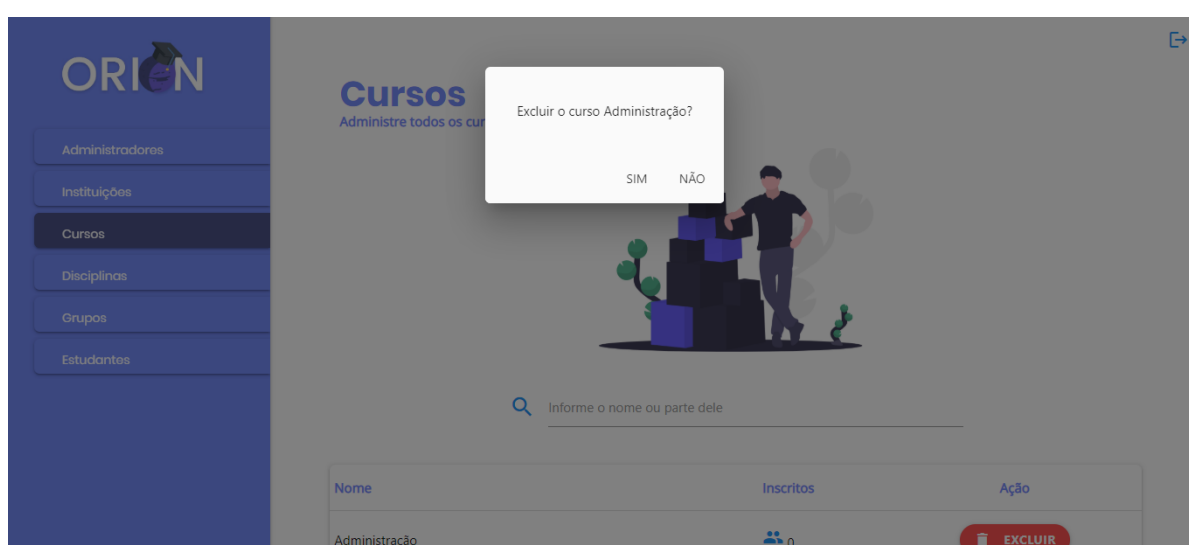 ORION
Cursos
Administre todos os cur
Excluir o curso Administração?
SIM NÃO
Administradores
Instituições
Cursos
Disciplinas
Grupos
Estudantes
Informe o nome ou parte dele
Nome Inscritos Ação
Administração 0 EXCLUIR